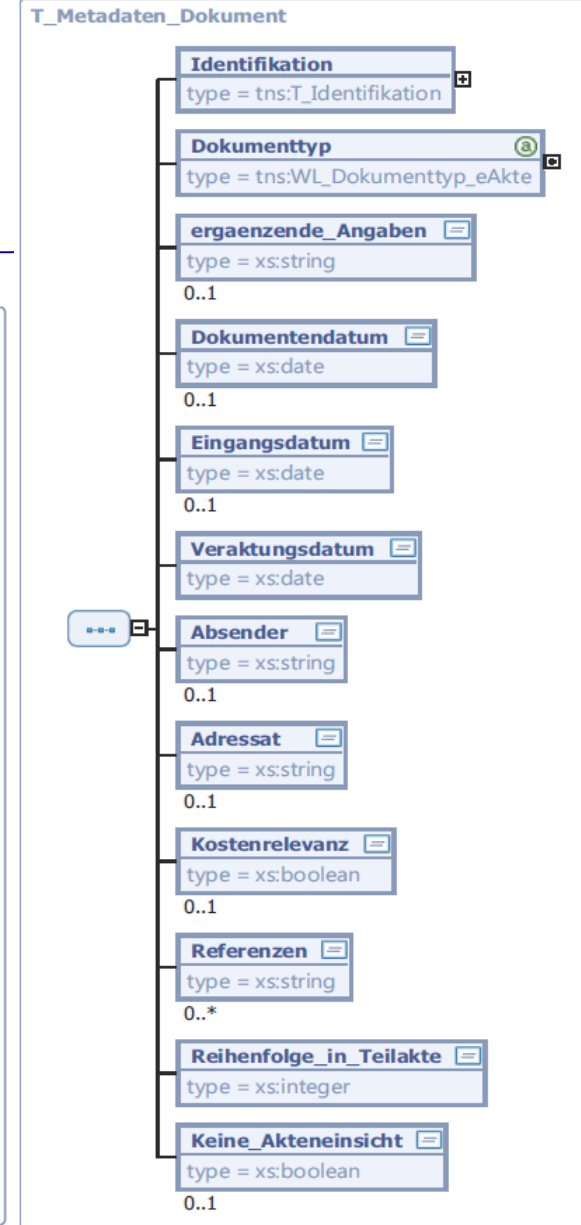 T_Metadaten_Dokument
Identifikation
type = tns:T_Identifikation
Dokumenttyp
type = tns:WL_Dokumenttyp_eAkte
ergaenzende_Angaben
type = xs:string
0..1
Dokumentendatum
type = xs:date
0..1
Eingangsdatum
type = xs:date
0..1
Veraktungsdatum
type = xs:date
Absender
type = xs:string
0..1
Adressat
type = xs:string
0..1
Kostenrelevanz
type = xs:boolean
0..1
Referenzen
type = xs:string
0..*
Reihenfolge_in_Teilakte
type = xs:integer
Keine_Akteneinsicht
type = xs:boolean
0..1